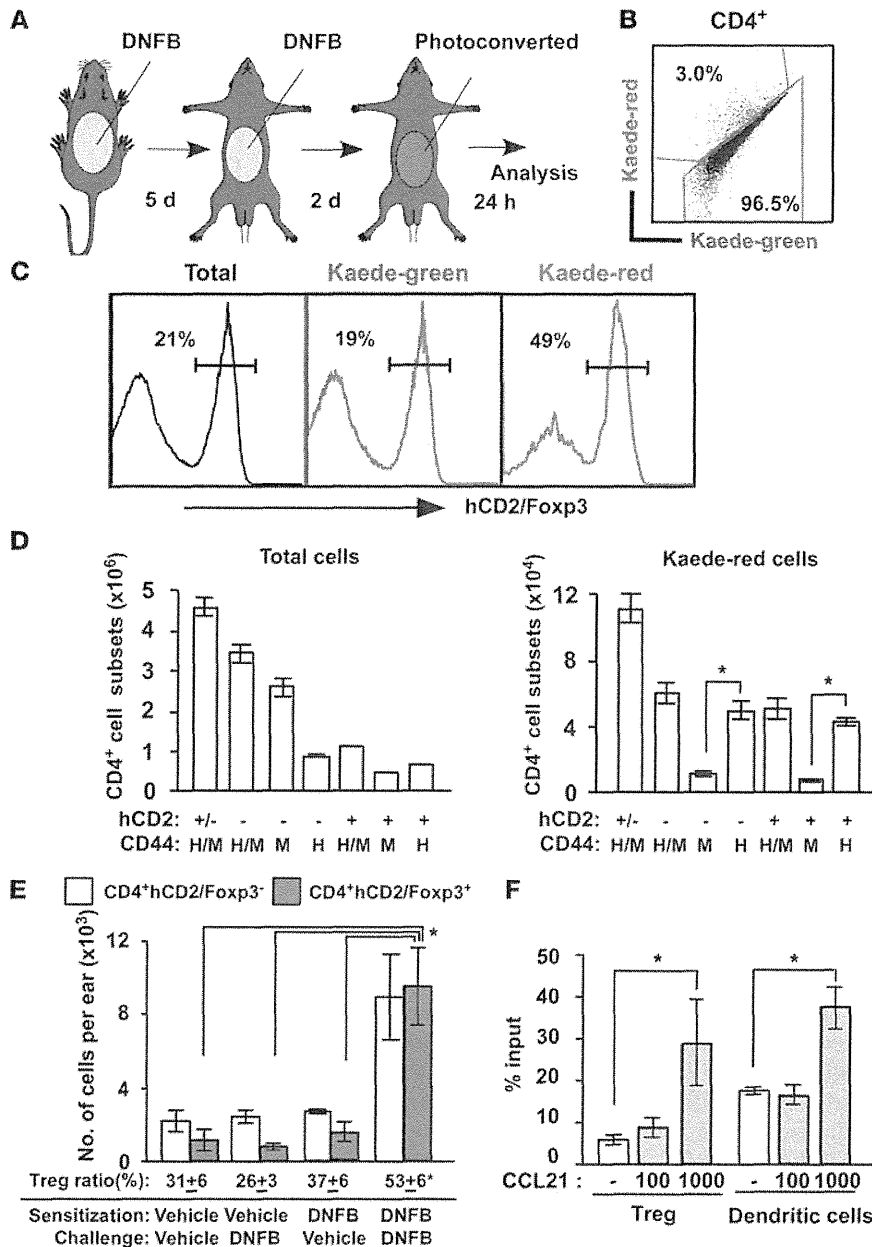 A
DNFB
DNFB
Photoconverted
5 d
2 d
24 h
Analysis
B
CD4+
3.0%
96.5%
Kaede-red
Kaede-green
C
Total
Kaede-green
Kaede-red
21%
19%
49%
hCD2/Foxp3
D
Total cells
CD4+ cell subsets (x10^6)
5
4
3
2
1
0
hCD2: +/- - - - + + +
CD44: H/M H/M M H H/M M H
Kaede-red cells
CD4+ cell subsets (x10^4)
12
8
4
0
* *
hCD2: +/- - - - + + +
CD44: H/M H/M M H H/M M H
E
CD4+hCD2/Foxp3-
CD4+hCD2/Foxp3+
No. of cells per ear (x10^3)
12
8
4
0
*
Treg ratio(%): 31±6 26±3 37±6 53±6*
Sensitization: Vehicle Vehicle DNFB DNFB
Challenge: Vehicle DNFB Vehicle DNFB
F
% input
50
40
30
20
10
0
* *
CCL21 : - 100 1000 - 100 1000
Treg Dendritic cells